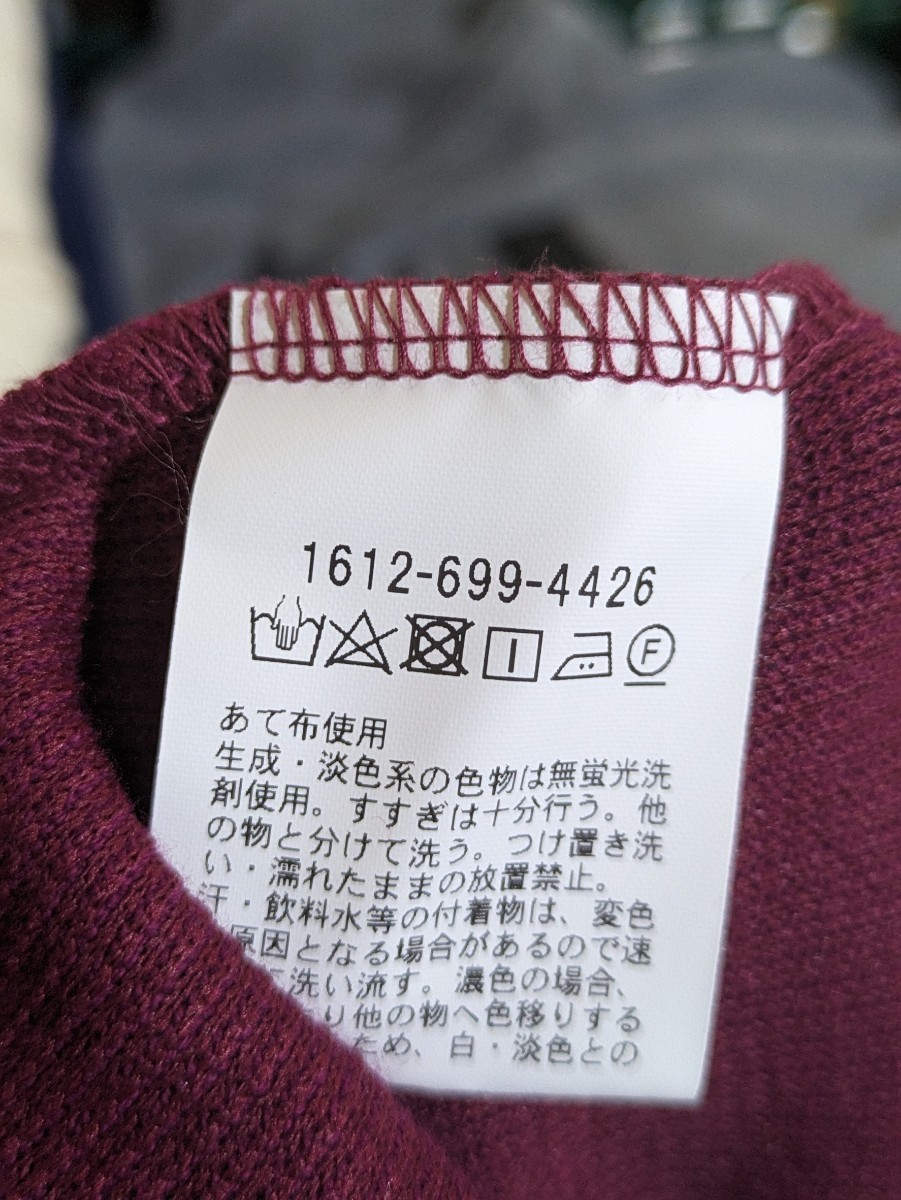 1612-699-4426
F
あて布使用
生成・淡色系の色物は無蛍光洗
剤使用。すすぎは十分行う。他
の物と分けて洗う。つけ置き洗
い・濡れたままの放置禁止。
汗・飲料水等の付着物は、変色
原因となる場合があるので速
に洗い流す。濃色の場合、
り他の物へ色移りする
ため、白・淡色との